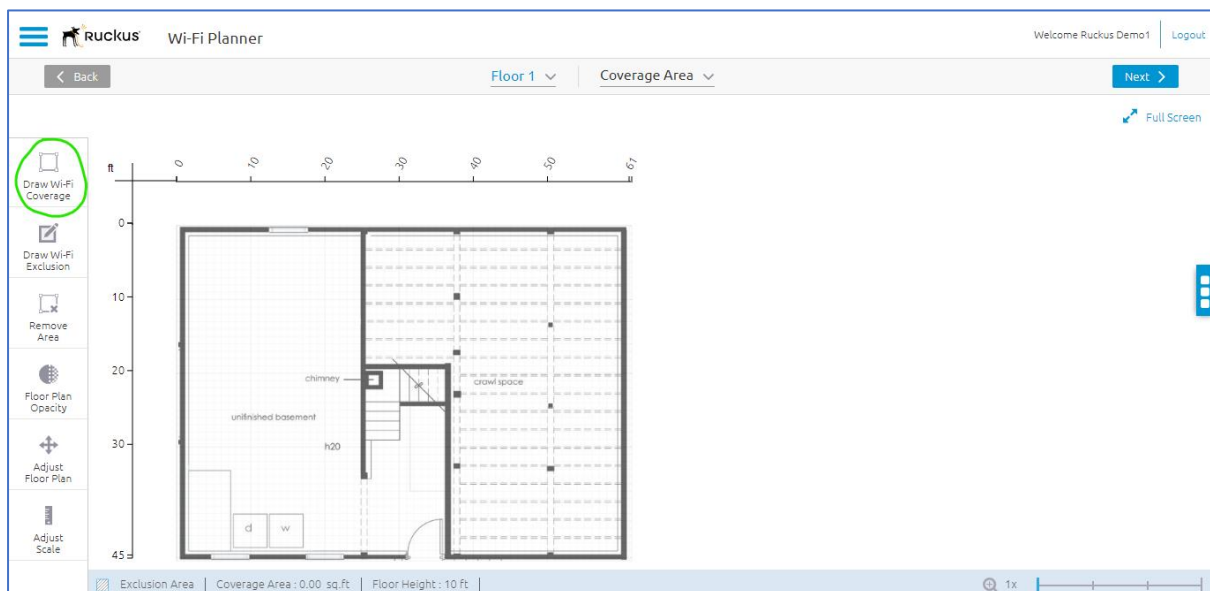 Ruckus Wi-Fi Planner Welcome Ruckus Demo1 Logout
Back Floor 1 Coverage Area Next
Full Screen
Draw Wi-Fi
Coverage
Draw Wi-Fi
Exclusion
Remove
Area
Floor Plan
Opacity
Adjust
Floor Plan
Adjust
Scale
ft 0 10 20 30 40 50 61
0
10
20
30
45
chimney
crawl space
unfinished basement
h20
d w
Exclusion Area Coverage Area : 0.00 sq.ft Floor Height : 10 ft 1x